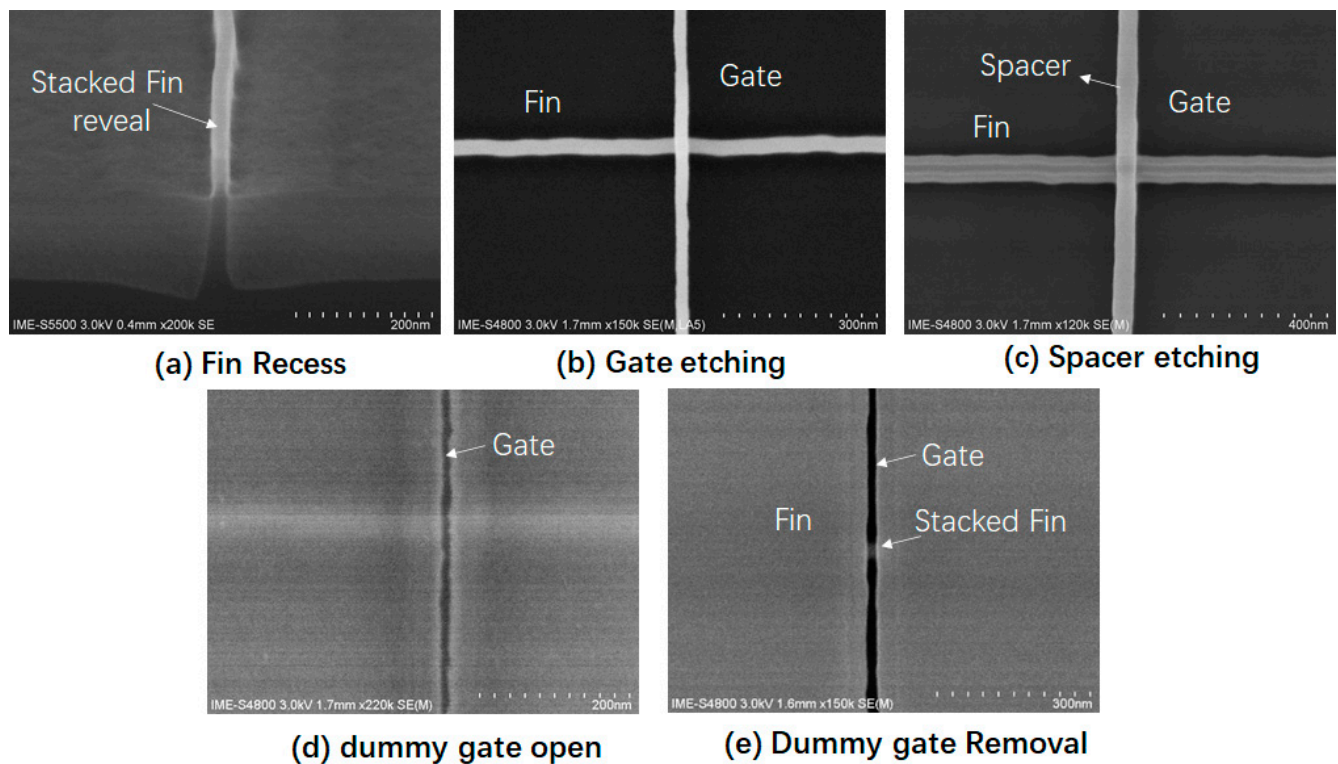 Stacked Fin
reveal
IME-S5500 3.0kV 0.4mm x200k SE
200nm
(a) Fin Recess
Fin
Gate
IME-S4800 3.0kV 1.7mm x150k SE(M,LA5)
300nm
(b) Gate etching
Spacer
Fin
Gate
IME-S4800 3.0kV 1.7mm x120k SE(M)
400nm
(c) Spacer etching
Gate
IME-S4800 3.0kV 1.7mm x220k SE(M)
200nm
(d) dummy gate open
Gate
Fin
Stacked Fin
IME-S4800 3.0kV 1.6mm x150k SE(M)
300nm
(e) Dummy gate Removal